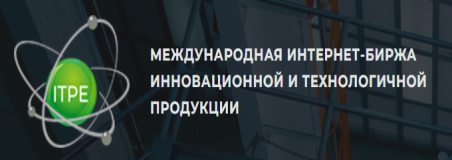 ITPE
МЕЖДУНАРОДНАЯ ИНТЕРНЕТ-БИРЖА
ИННОВАЦИОННОЙ И ТЕХНОЛОГИЧНОЙ
ПРОДУКЦИИ